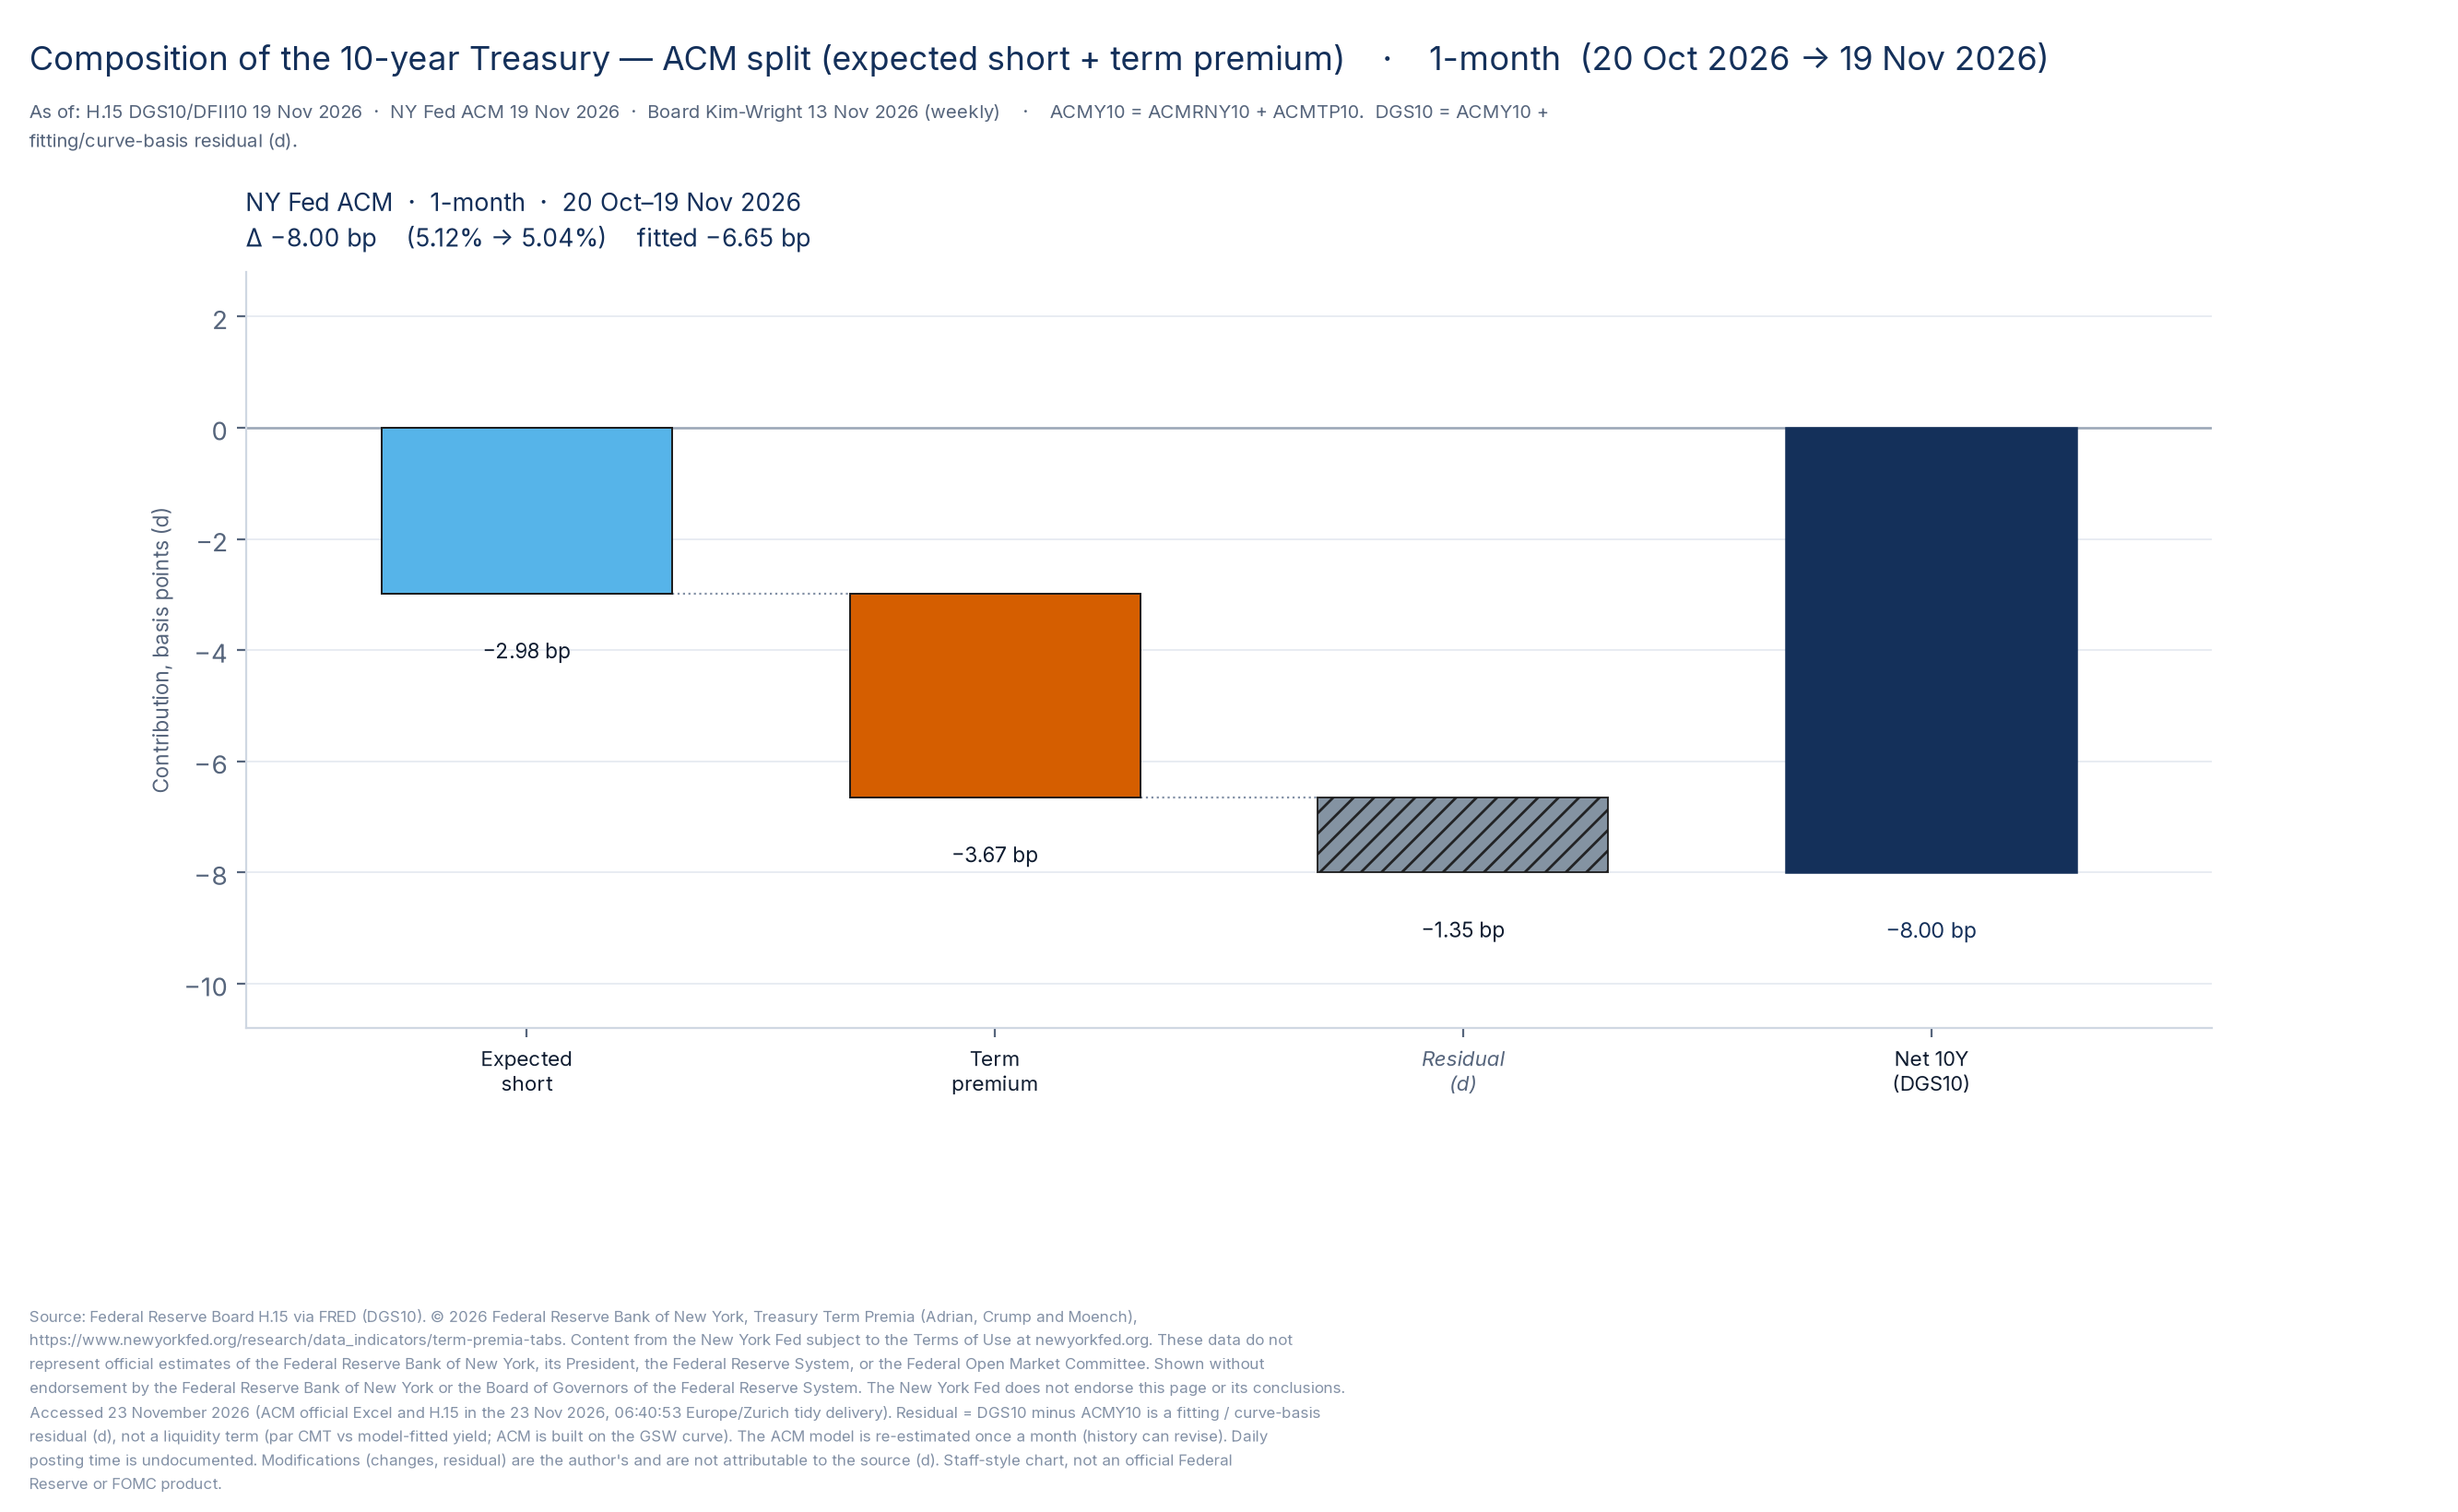 Composition of the 10-year Treasury — ACM split (expected short + term premium) · 1-month (20 Oct 2026 → 19 Nov 2026)
As of: H.15 DGS10/DFII10 19 Nov 2026 · NY Fed ACM 19 Nov 2026 · Board Kim-Wright 13 Nov 2026 (weekly) · ACMY10 = ACMRNY10 + ACMTP10. DGS10 = ACMY10 +
fitting/curve-basis residual (d).
NY Fed ACM · 1-month · 20 Oct–19 Nov 2026
Δ −8.00 bp (5.12% → 5.04%) fitted −6.65 bp
Contribution, basis points (d)
2
0
−2
−4
−6
−8
−10
−2.98 bp
−3.67 bp
−1.35 bp
−8.00 bp
Expected
short
Term
premium
Residual
(d)
Net 10Y
(DGS10)
Source: Federal Reserve Board H.15 via FRED (DGS10). © 2026 Federal Reserve Bank of New York, Treasury Term Premia (Adrian, Crump and Moench),
https://www.newyorkfed.org/research/data_indicators/term-premia-tabs. Content from the New York Fed subject to the Terms of Use at newyorkfed.org. These data do not
represent official estimates of the Federal Reserve Bank of New York, its President, the Federal Reserve System, or the Federal Open Market Committee. Shown without
endorsement by the Federal Reserve Bank of New York or the Board of Governors of the Federal Reserve System. The New York Fed does not endorse this page or its conclusions.
Accessed 23 November 2026 (ACM official Excel and H.15 in the 23 Nov 2026, 06:40:53 Europe/Zurich tidy delivery). Residual = DGS10 minus ACMY10 is a fitting / curve-basis
residual (d), not a liquidity term (par CMT vs model-fitted yield; ACM is built on the GSW curve). The ACM model is re-estimated once a month (history can revise). Daily
posting time is undocumented. Modifications (changes, residual) are the author's and are not attributable to the source (d). Staff-style chart, not an official Federal
Reserve or FOMC product.